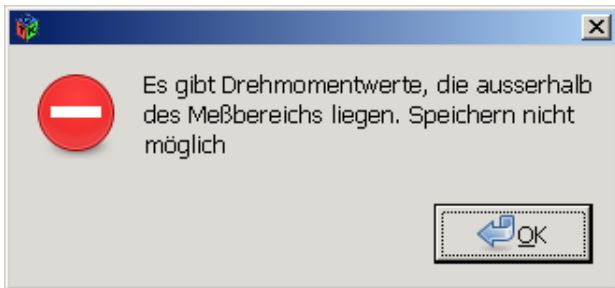 Es gibt Drehmomentwerte, die ausserhalb
des Meßbereichs liegen. Speichern nicht
möglich
OK